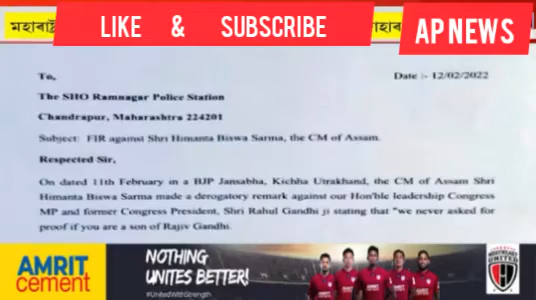 মহাৰাষ্ট্ৰ
LIKE & SUBSCRIBE
AP NEWS
To,
Date :- 12/02/2022
The SHO Ramnagar Police Station
Chandrapur, Maharashtra 224201
Subject: FIR against Shri Himanta Biswa Sarma, the CM of Assam.
Respected Sir,
On dated 11th February in a BJP Jansabha, Kichha Utrakhand, the CM of Assam Shri
Himanta Biswa Sarma made a derogatory remark against our Hon'ble leadership Congress
MP and former Congress President, Shri Rahul Gandhi ji stating that "we never asked for
proof if you are a son of Rajiv Gandhi.
AMRIT
cement
NOTHING
UNITES BETTER!
#UnitedWithStrength
NORTHEAST
UNITED